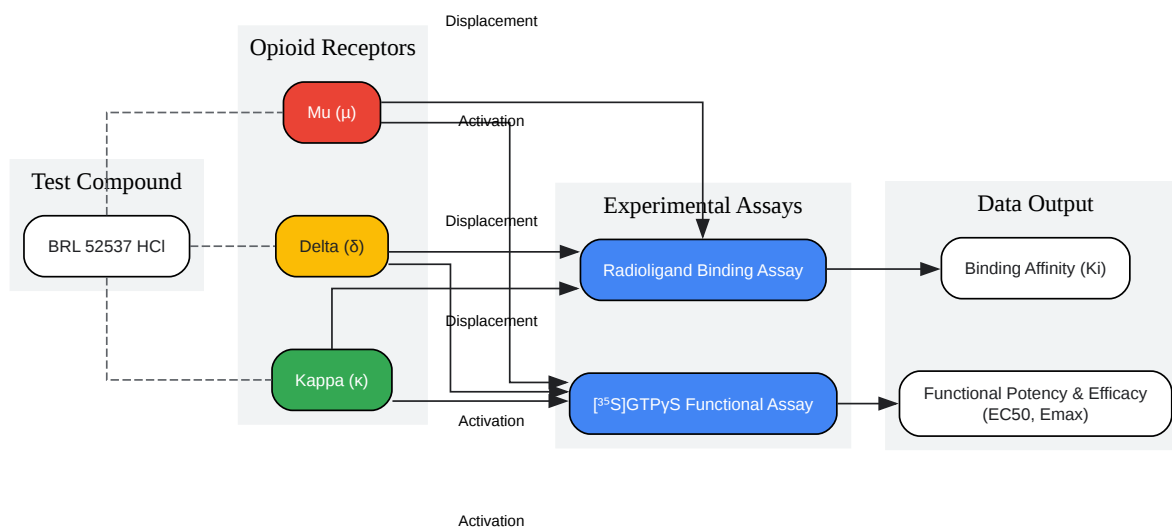 Displacement
Opioid Receptors
Mu (μ)
Activation
Test Compound
BRL 52537 HCl
Delta (δ)
Displacement
Experimental Assays
Data Output
Radioligand Binding Assay
Binding Affinity (Ki)
Displacement
Kappa (κ)
[³⁵S]GTPγS Functional Assay
Functional Potency & Efficacy
(EC50, Emax)
Activation
Activation